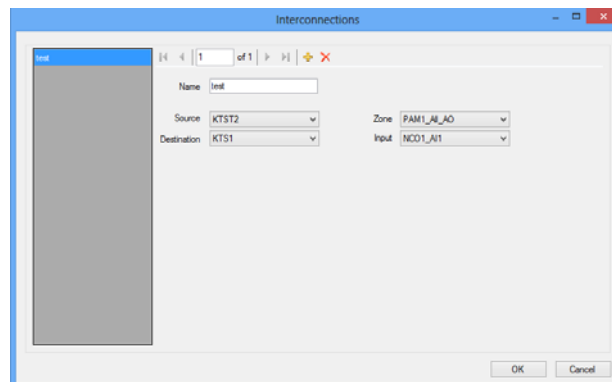 Interconnections
test
1 of 1
Name test
Source KTST2 Zone PAM1_AII_AO
Destination KTS1 Input NCO1_AI1
OK Cancel